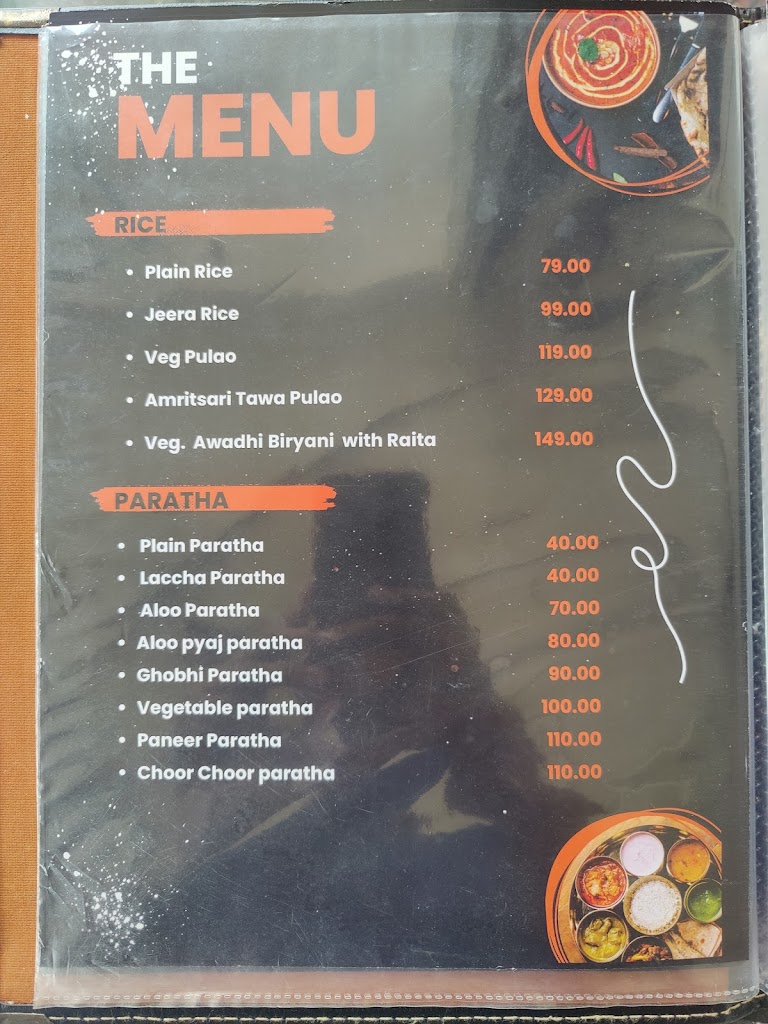 THE
MENU
RICE
• Plain Rice 79.00
• Jeera Rice 99.00
• Veg Pulao 119.00
• Amritsari Tawa Pulao 129.00
• Veg. Awadhi Biryani with Raita 149.00
PARATHA
• Plain Paratha 40.00
• Laccha Paratha 40.00
• Aloo Paratha 70.00
• Aloo pyaj paratha 80.00
• Ghobhi Paratha 90.00
• Vegetable paratha 100.00
• Paneer Paratha 110.00
• Choor Choor paratha 110.00